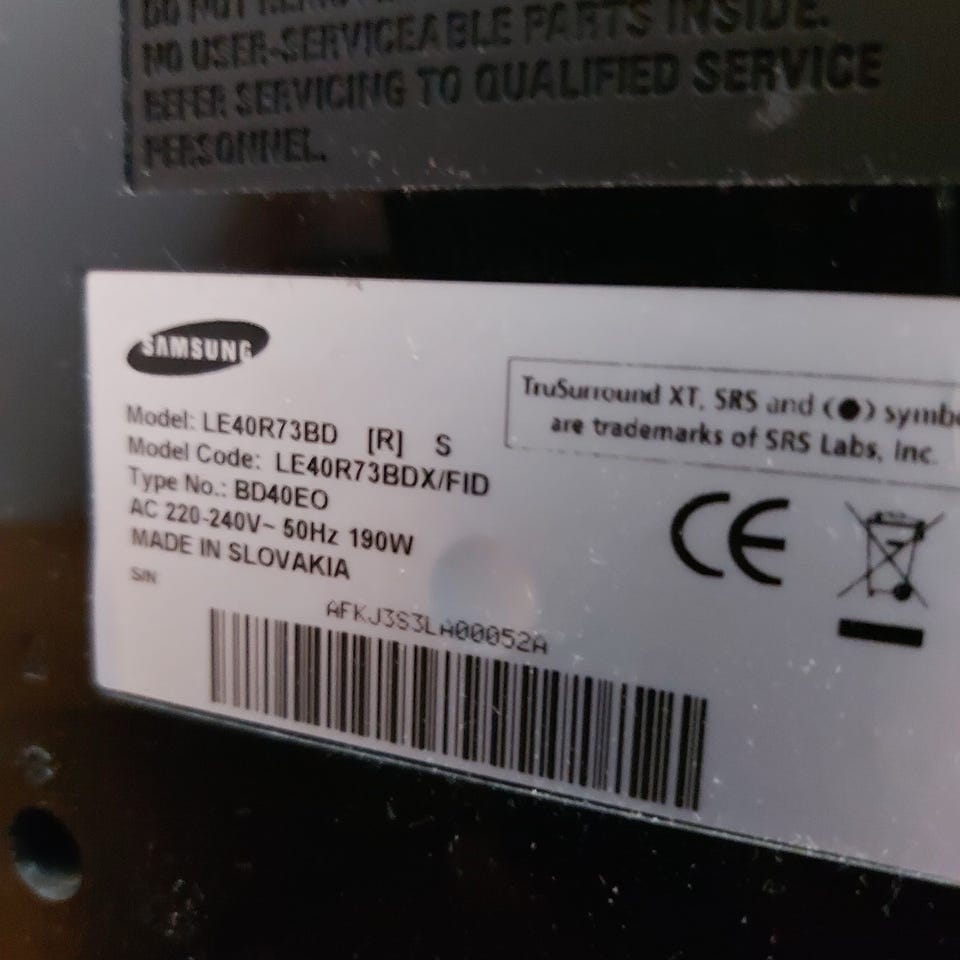 DO NOT
NO USER-SERVICEABLE PARTS INSIDE.
REFER SERVICING TO QUALIFIED SERVICE
PERSONNEL.
SAMSUNG
Model: LE40R73BD [R] S
Model Code: LE40R73BDX/FID
Type No.: BD40EO
AC 220-240V~ 50Hz 190W
MADE IN SLOVAKIA
S/N:
AFKJ3S3LA00052A
TruSurround XT, SRS and (●) symbo
are trademarks of SRS Labs, Inc.
CE